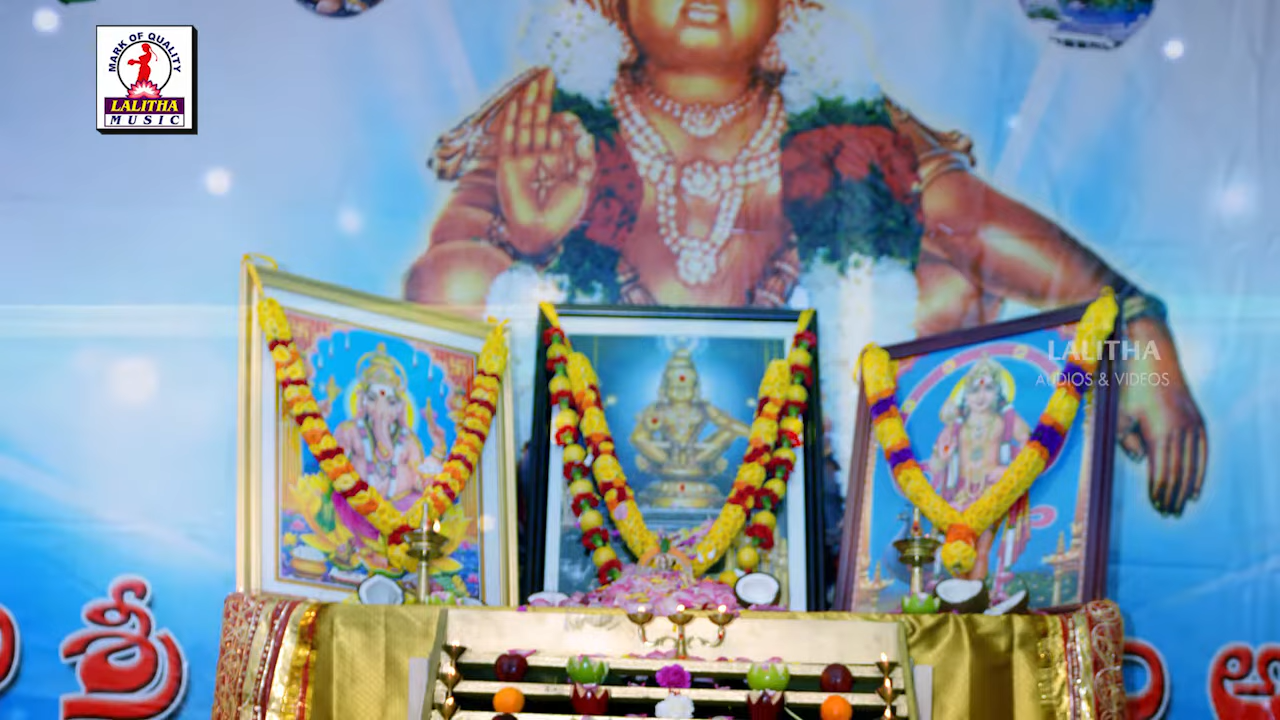 MARK OF QUALITY
LALITHA
MUSIC
LALITHA
AUDIOS & VIDEOS
శ్రీ